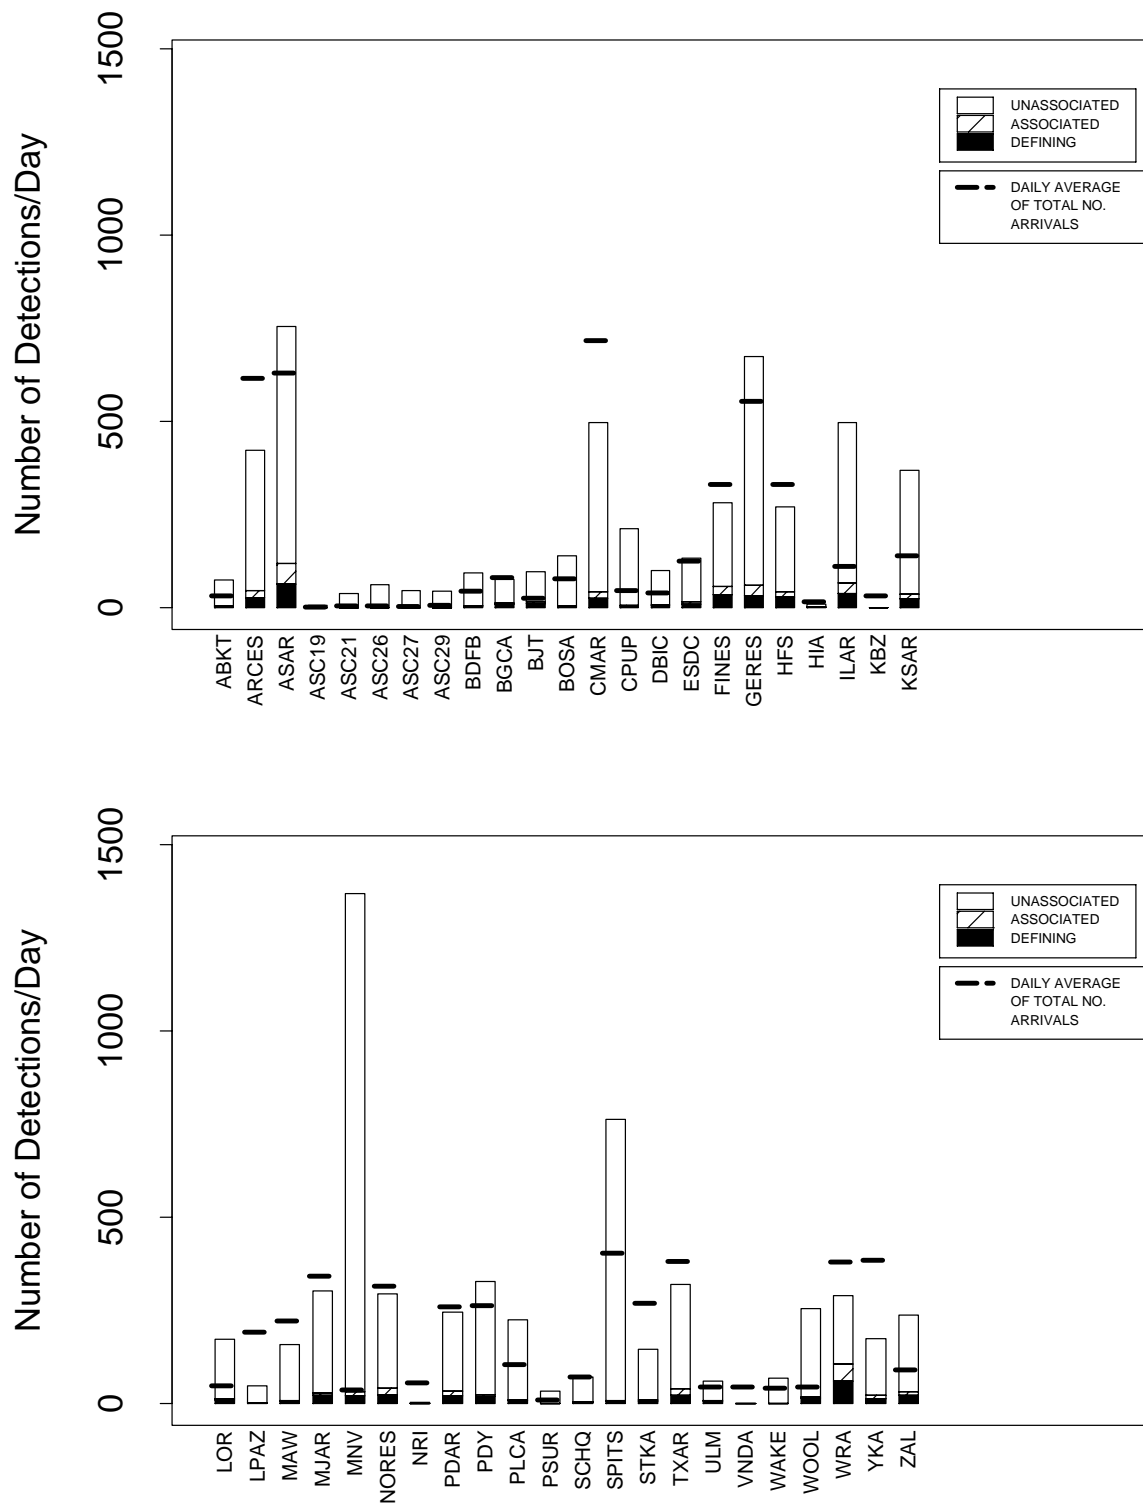 Number of Detections/Day
1500
1000
500
0
UNASSOCIATED
ASSOCIATED
DEFINING
DAILY AVERAGE
OF TOTAL NO.
ARRIVALS
ABKT
ARCES
ASAR
ASC19
ASC21
ASC26
ASC27
ASC29
BDFB
BGCA
BJT
BOSA
CMAR
CPUP
DBIC
ESDC
FINES
GERES
HFS
HIA
ILAR
KBZ
KSAR
Number of Detections/Day
1500
1000
500
0
UNASSOCIATED
ASSOCIATED
DEFINING
DAILY AVERAGE
OF TOTAL NO.
ARRIVALS
LOR
LPAZ
MAW
MJAR
MNV
NORES
NRI
PDAR
PDY
PLCA
PSUR
SCHQ
SPITS
STKA
TXAR
ULM
VNDA
WAKE
WOOL
WRA
YKA
ZAL